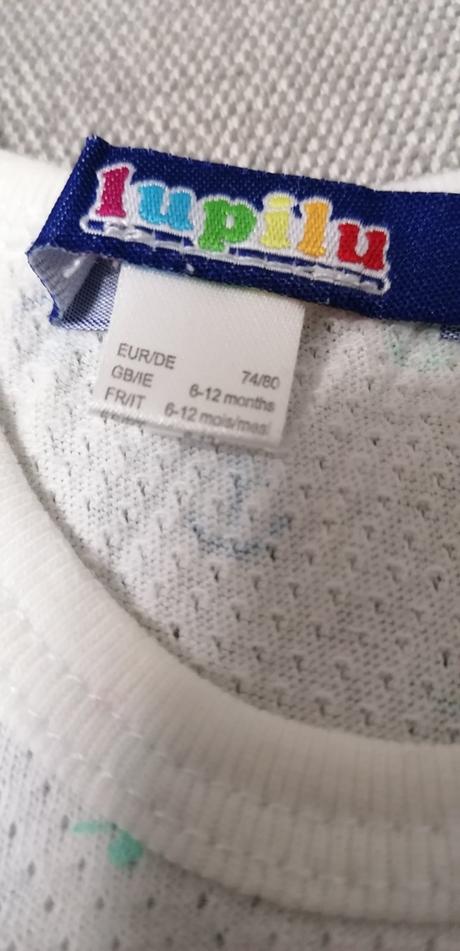 lupilu
EUR/DE 74/80
GB/IE 6-12 months
FR/IT 6-12 mois/mesi